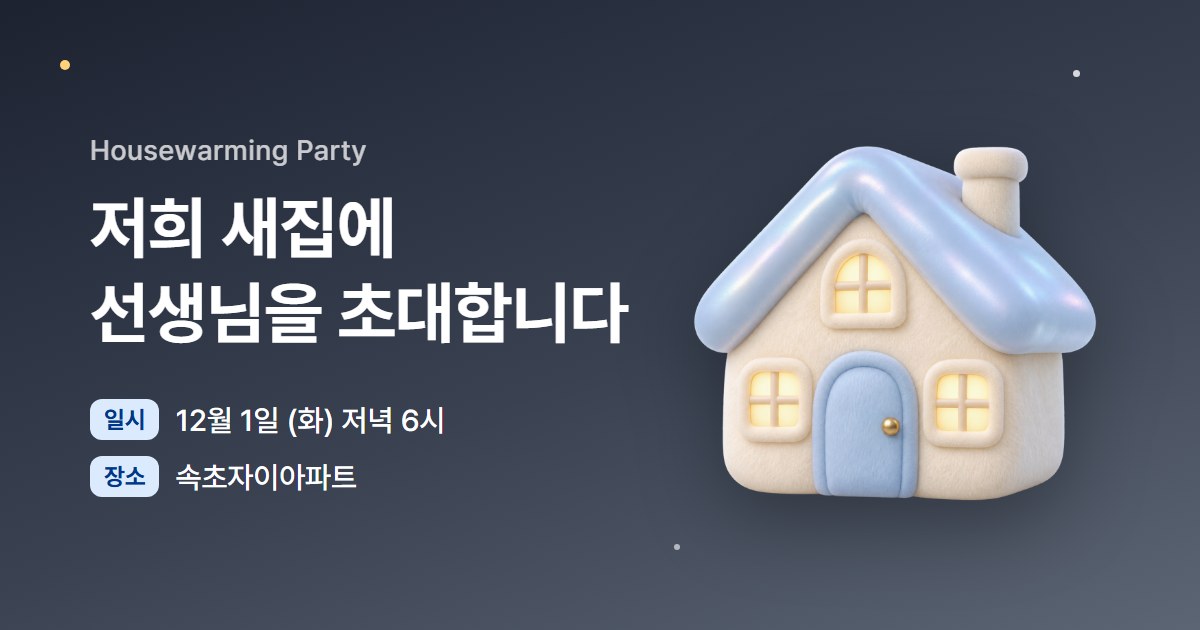 Housewarming Party
저희 새집에
선생님을 초대합니다
일시 12월 1일 (화) 저녁 6시
장소 속초자이아파트